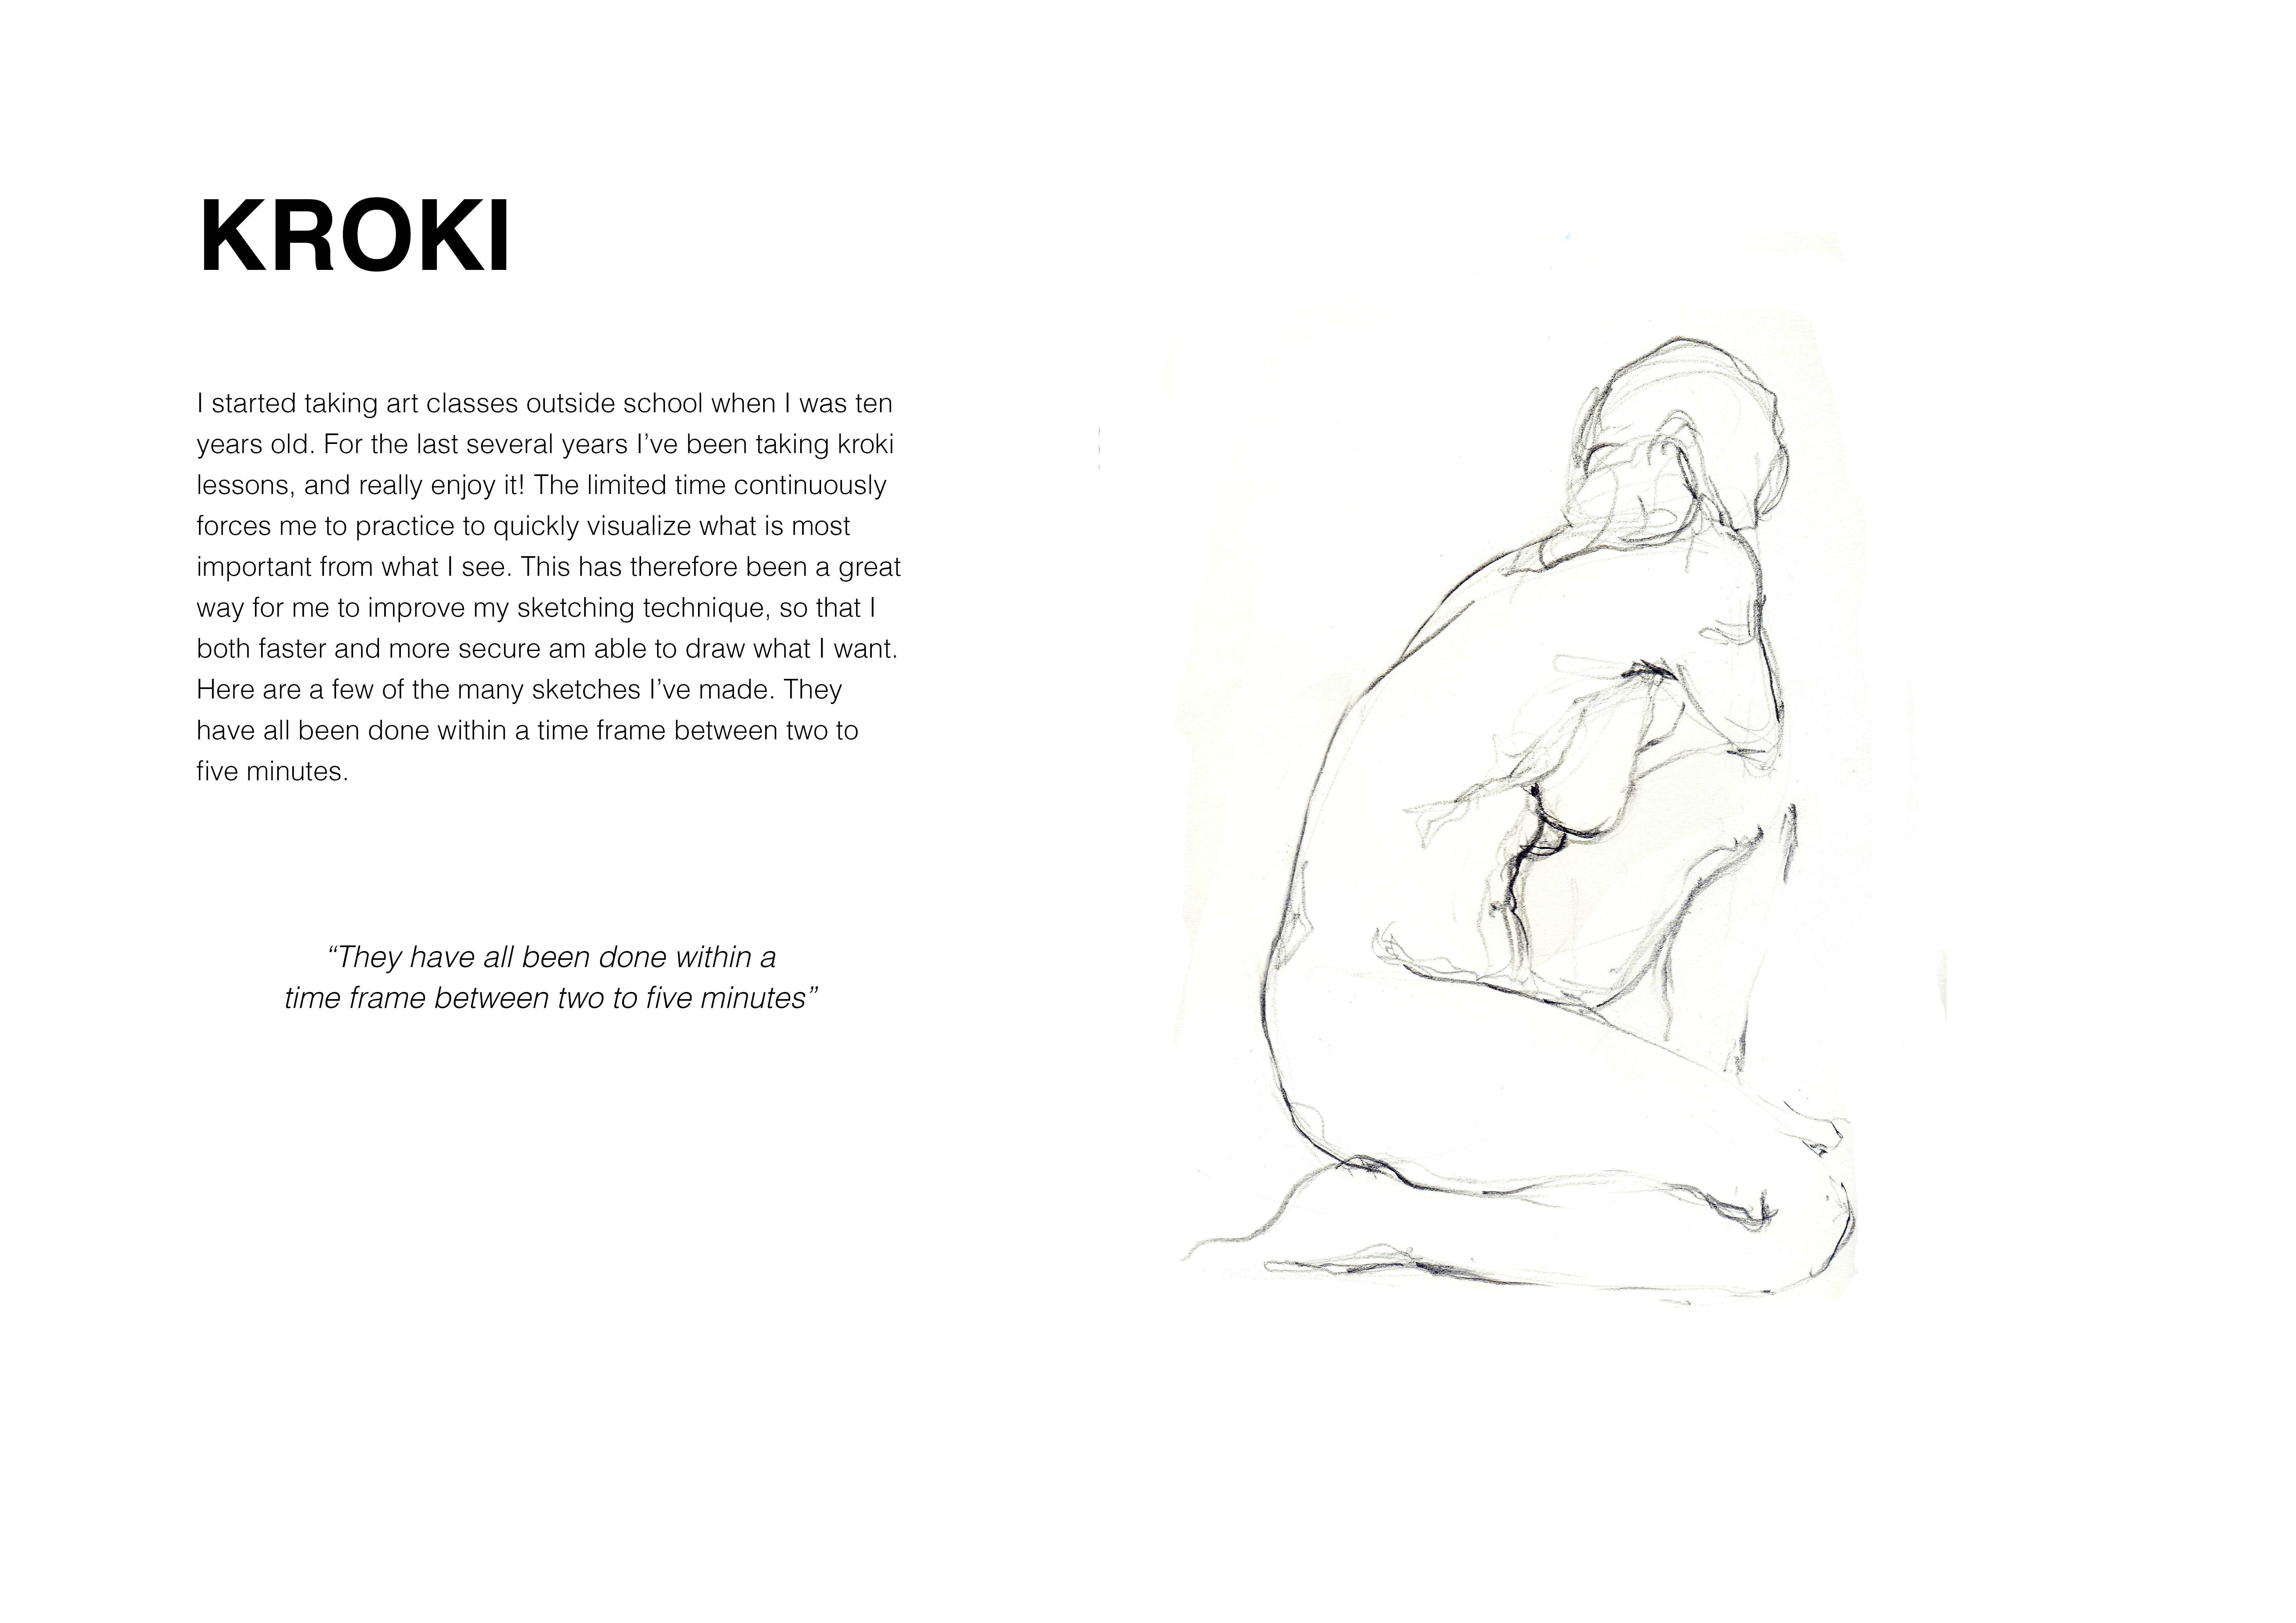 KROKI
I started taking art classes outside school when I was ten
years old. For the last several years I’ve been taking kroki
lessons, and really enjoy it! The limited time continuously
forces me to practice to quickly visualize what is most
important from what I see. This has therefore been a great
way for me to improve my sketching technique, so that I
both faster and more secure am able to draw what I want.
Here are a few of the many sketches I’ve made. They
have all been done within a time frame between two to
five minutes.
“They have all been done within a
time frame between two to five minutes”